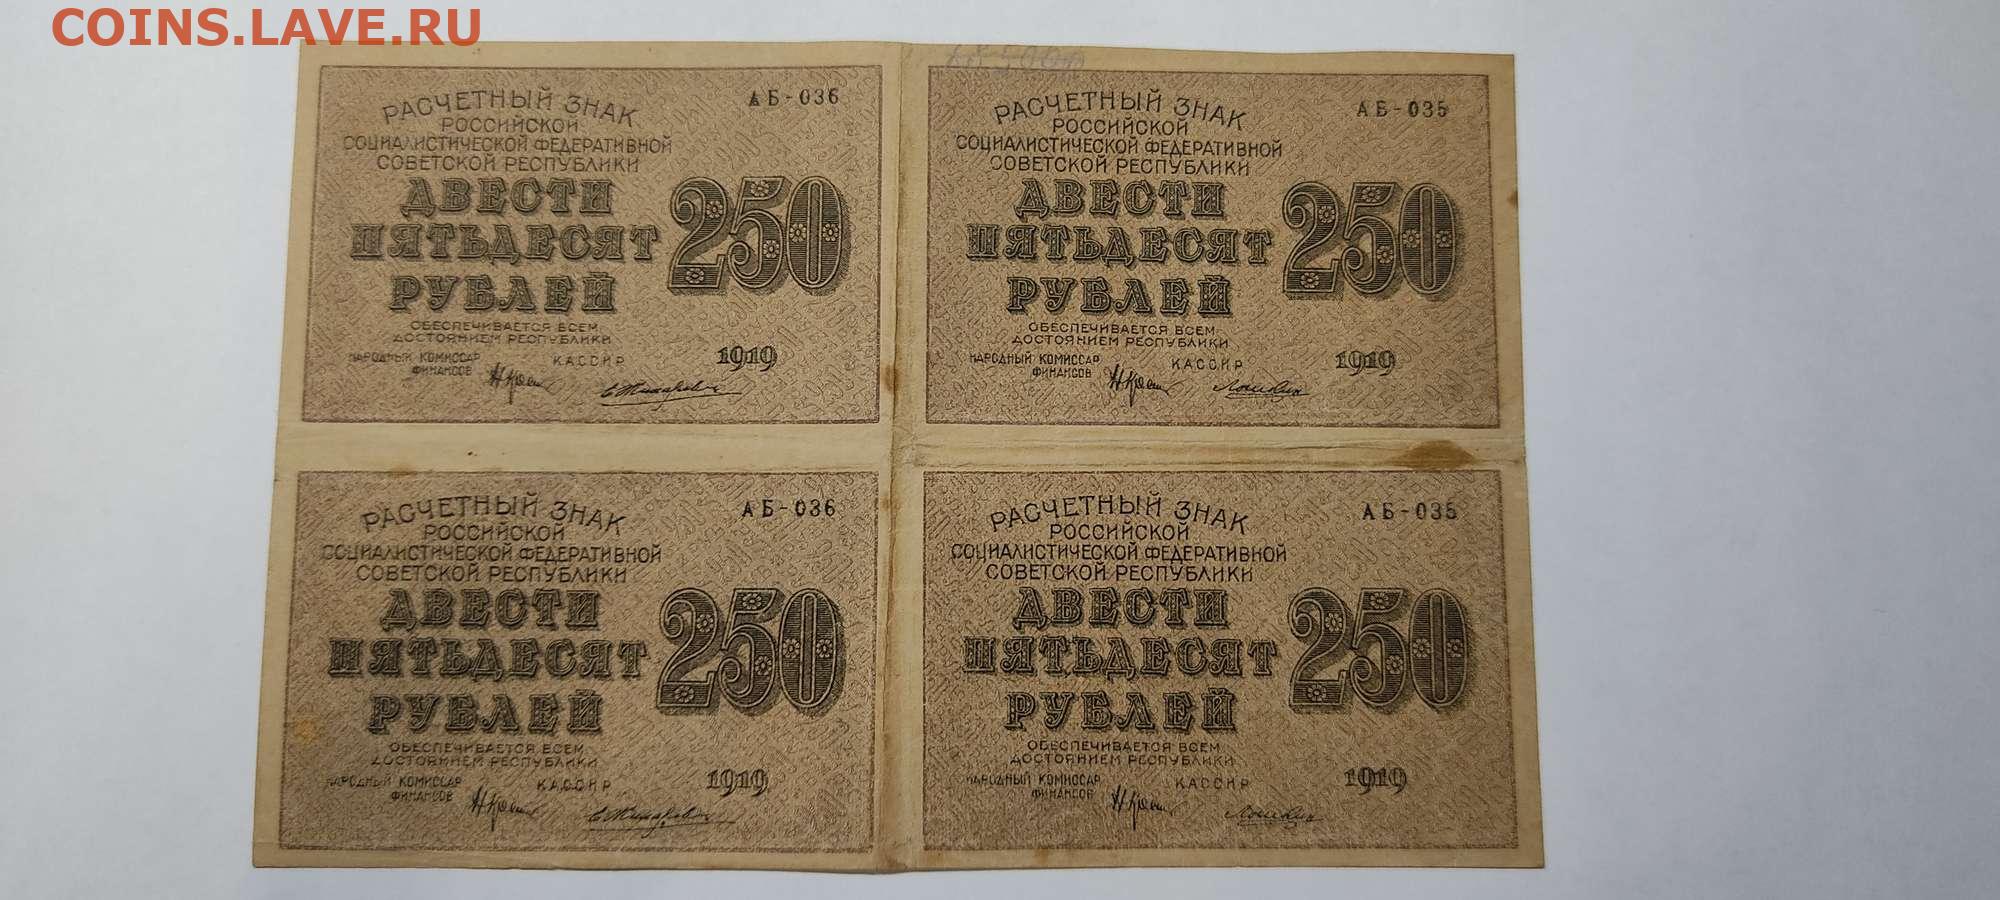 COINS.LAVE.RU
АБ-036
РАСЧЕТНЫЙ ЗНАК
РОССИЙСКОЙ
СОЦИАЛИСТИЧЕСКОЙ ФЕДЕРАТИВНОЙ
СОВЕТСКОЙ РЕСПУБЛИКИ
ДВЕСТИ
ПЯТЬДЕСЯТ
РУБЛЕЙ
250
ОБЕСПЕЧИВАЕТСЯ ВСЕМ
ДОСТОЯНИЕМ РЕСПУБЛИКИ
НАРОДНЫЙ КОМИССАР
ФИНАНСОВ
КАССИР
1919
АБ-035
РАСЧЕТНЫЙ ЗНАК
РОССИЙСКОЙ
СОЦИАЛИСТИЧЕСКОЙ ФЕДЕРАТИВНОЙ
СОВЕТСКОЙ РЕСПУБЛИКИ
ДВЕСТИ
ПЯТЬДЕСЯТ
РУБЛЕЙ
250
ОБЕСПЕЧИВАЕТСЯ ВСЕМ
ДОСТОЯНИЕМ РЕСПУБЛИКИ
НАРОДНЫЙ КОМИССАР
ФИНАНСОВ
КАССИР
1919
АБ-036
РАСЧЕТНЫЙ ЗНАК
РОССИЙСКОЙ
СОЦИАЛИСТИЧЕСКОЙ ФЕДЕРАТИВНОЙ
СОВЕТСКОЙ РЕСПУБЛИКИ
ДВЕСТИ
ПЯТЬДЕСЯТ
РУБЛЕЙ
250
ОБЕСПЕЧИВАЕТСЯ ВСЕМ
ДОСТОЯНИЕМ РЕСПУБЛИКИ
НАРОДНЫЙ КОМИССАР
ФИНАНСОВ
КАССИР
1919
АБ-035
РАСЧЕТНЫЙ ЗНАК
РОССИЙСКОЙ
СОЦИАЛИСТИЧЕСКОЙ ФЕДЕРАТИВНОЙ
СОВЕТСКОЙ РЕСПУБЛИКИ
ДВЕСТИ
ПЯТЬДЕСЯТ
РУБЛЕЙ
250
ОБЕСПЕЧИВАЕТСЯ ВСЕМ
ДОСТОЯНИЕМ РЕСПУБЛИКИ
НАРОДНЫЙ КОМИССАР
ФИНАНСОВ
КАССИР
1919